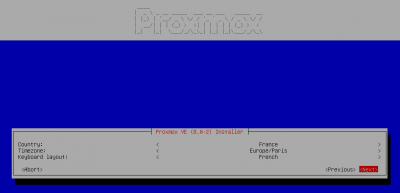 Proxmox
Proxmox VE (8.0-2) Installer
Country: < France >
Timezone: < Europe/Paris >
Keyboard layout: < French >
<Abort> <Previous> <Next>